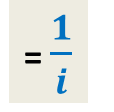 = 1/i